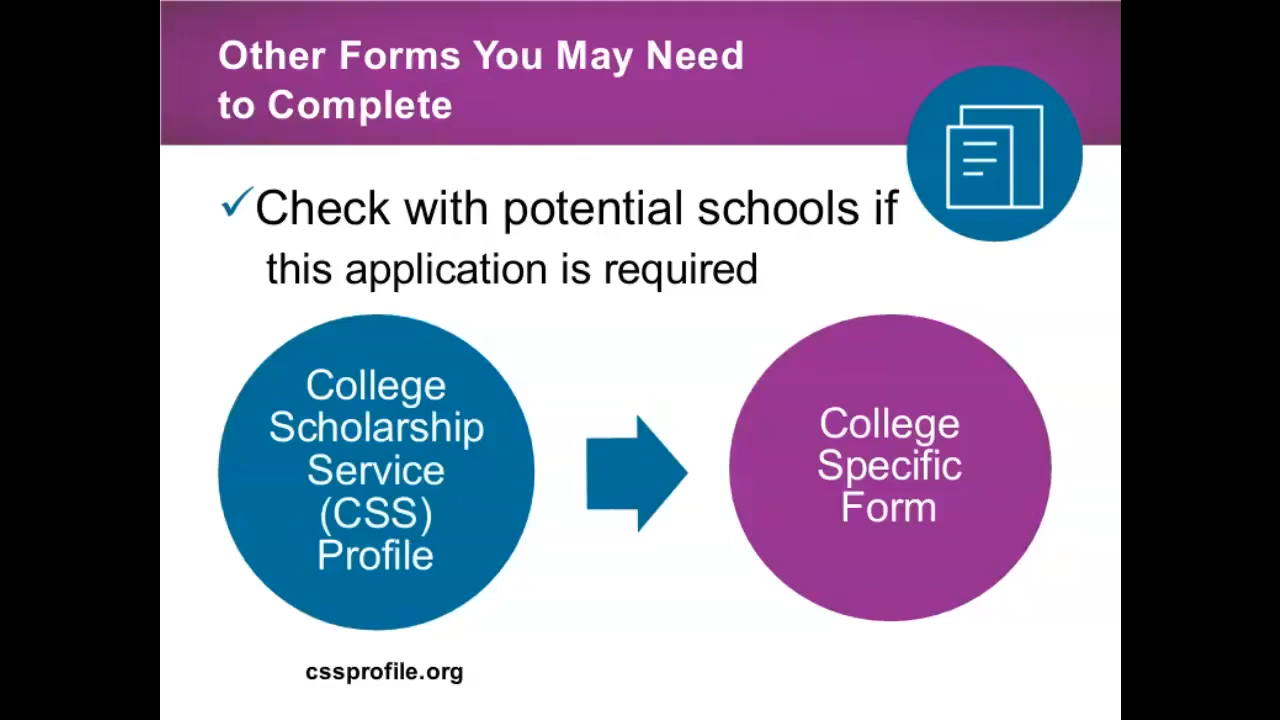 Other Forms You May Need
to Complete
✓Check with potential schools if
this application is required
College
Scholarship
Service
(CSS)
Profile
College
Specific
Form
cssprofile.org